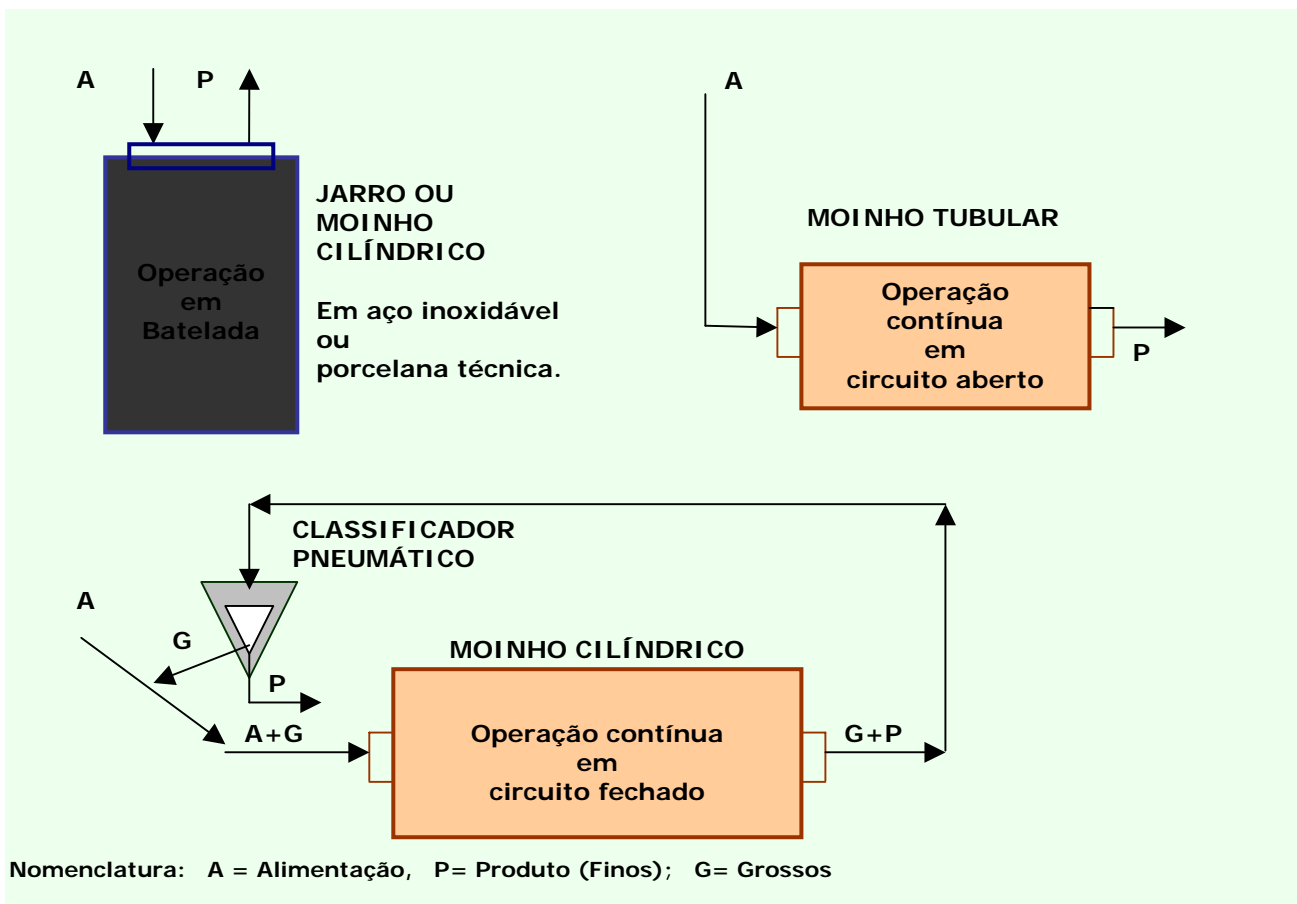 A
P
A
JARRO OU
MOINHO
CILÍNDRICO
Em aço inoxidável
ou
porcelana técnica.
Operação
em
Batelada
MOINHO TUBULAR
Operação
contínua
em
circuito aberto
P
CLASSIFICADOR
PNEUMÁTICO
A
G
P
A+G
MOINHO CILÍNDRICO
Operação contínua
em
circuito fechado
G+P
Nomenclatura: A = Alimentação, P= Produto (Finos); G= Grossos